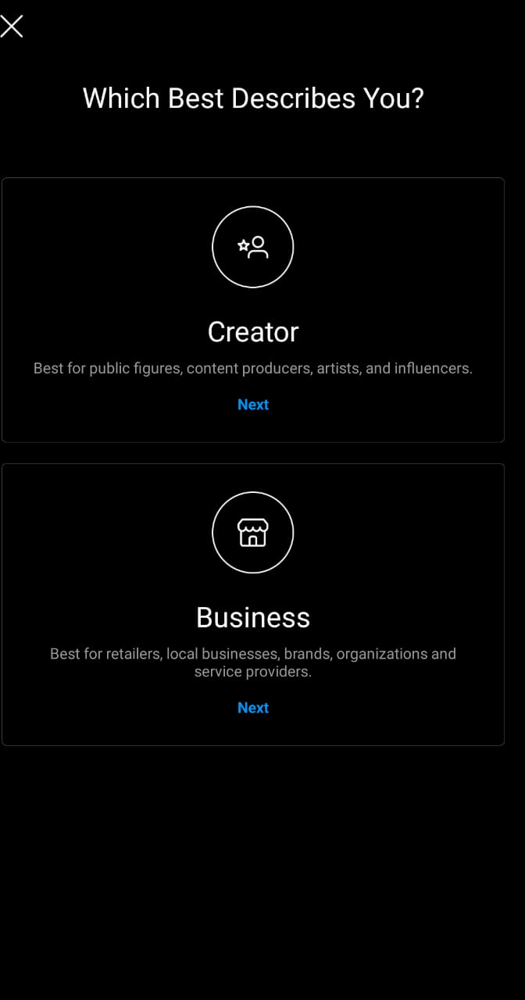 Which Best Describes You?
Creator
Best for public figures, content producers, artists, and influencers.
Next
Business
Best for retailers, local businesses, brands, organizations and
service providers.
Next